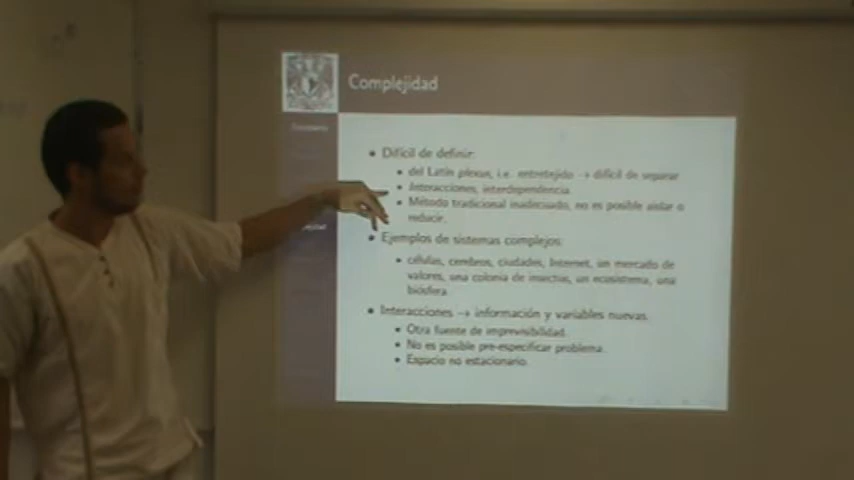 Complejidad
Difícil de definir:
del Latín plexus, i.e. entretejido → difícil de separar
Interacciones, interdependencia
Método tradicional inadecuado, no es posible aislar o
reducir.
Ejemplos de sistemas complejos:
células, cerebros, ciudades, Internet, un mercado de
valores, una colonia de insectos, un ecosistema, una
biósfera.
Interacciones → información y variables nuevas.
Otra fuente de imprevisibilidad.
No es posible pre-especificar problema.
Espacio no estacionario.